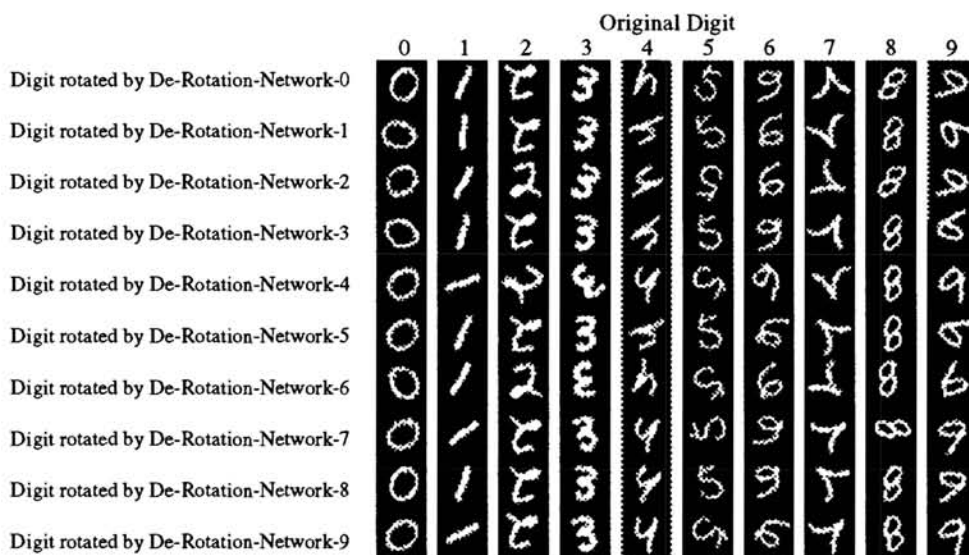 Original Digit
0 1 2 3 4 5 6 7 8 9
Digit rotated by De-Rotation-Network-0
Digit rotated by De-Rotation-Network-1
Digit rotated by De-Rotation-Network-2
Digit rotated by De-Rotation-Network-3
Digit rotated by De-Rotation-Network-4
Digit rotated by De-Rotation-Network-5
Digit rotated by De-Rotation-Network-6
Digit rotated by De-Rotation-Network-7
Digit rotated by De-Rotation-Network-8
Digit rotated by De-Rotation-Network-9